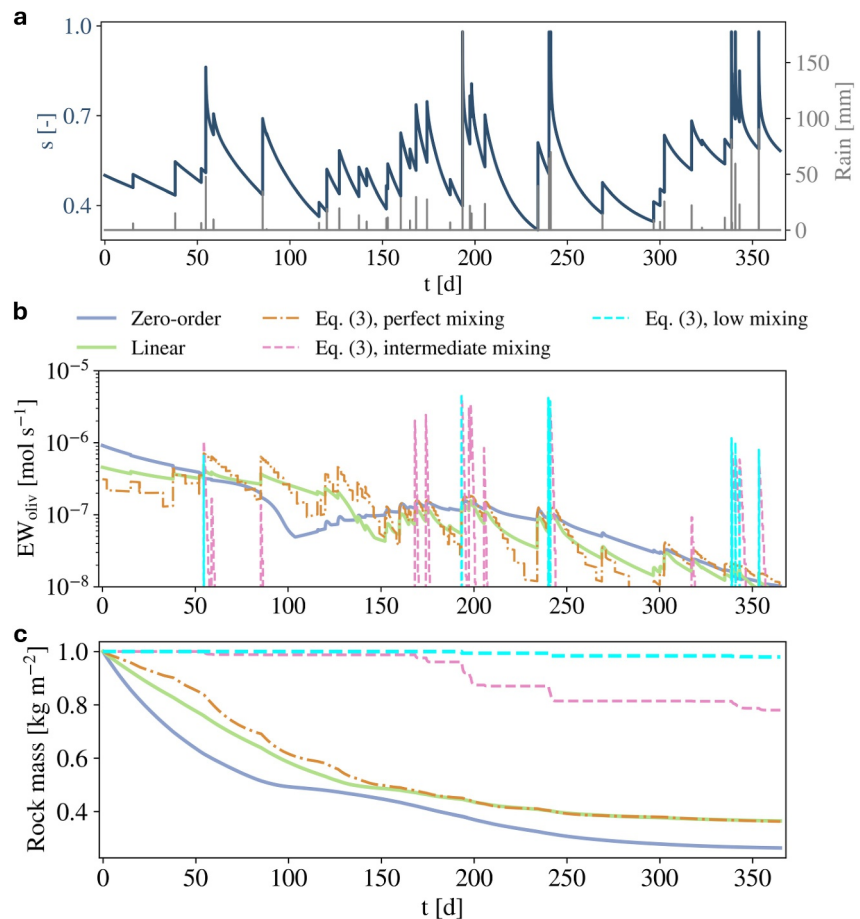 a
1.0
0.7
0.4
s [-]
150
100
50
0
Rain [mm]
0 50 100 150 200 250 300 350
t [d]
b
Zero-order
Eq. (3), perfect mixing
Eq. (3), low mixing
Linear
Eq. (3), intermediate mixing
10⁻⁵
10⁻⁶
10⁻⁷
10⁻⁸
EW_oliv [mol s⁻¹]
0 50 100 150 200 250 300 350
c
1.0
0.8
0.6
0.4
Rock mass [kg m⁻²]
0 50 100 150 200 250 300 350
t [d]